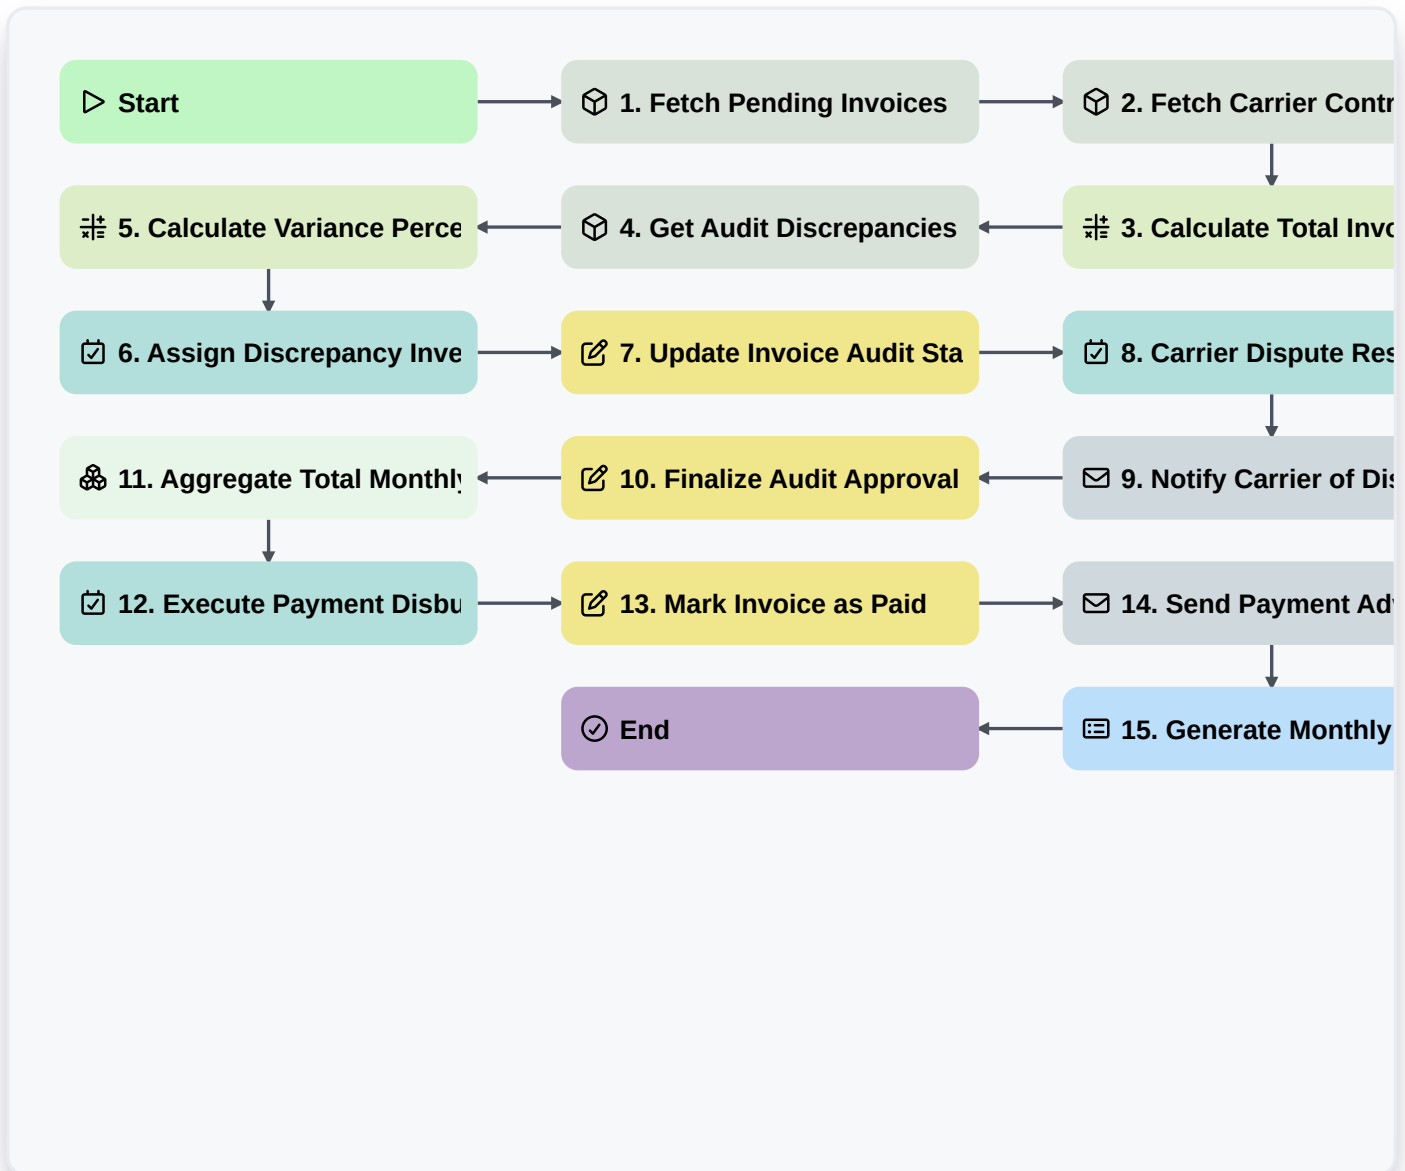 Start
1. Fetch Pending Invoices
2. Fetch Carrier Contr
5. Calculate Variance Perce
4. Get Audit Discrepancies
3. Calculate Total Invo
6. Assign Discrepancy Inve
7. Update Invoice Audit Sta
8. Carrier Dispute Res
11. Aggregate Total Monthly
10. Finalize Audit Approval
9. Notify Carrier of Dis
12. Execute Payment Disbu
13. Mark Invoice as Paid
14. Send Payment Adv
End
15. Generate Monthly